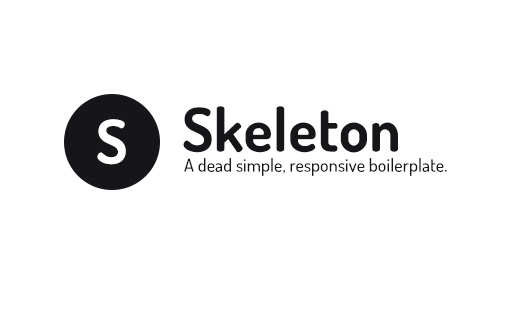 S
Skeleton
A dead simple, responsive boilerplate.